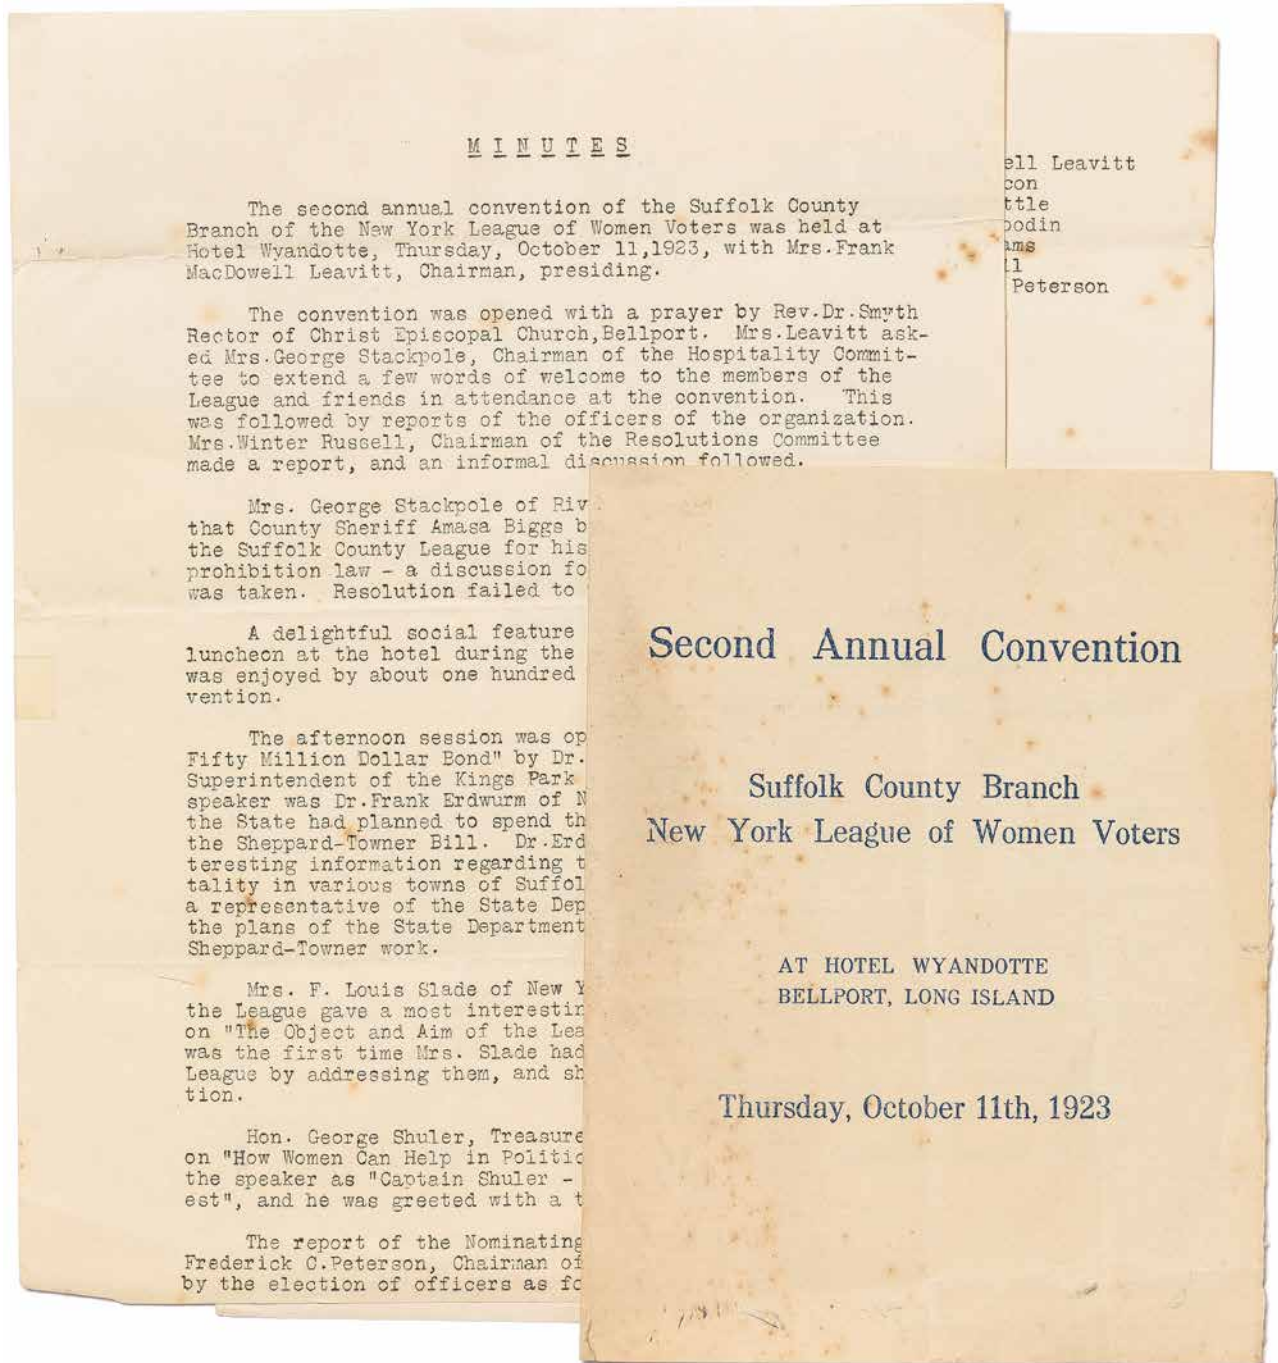 M I N U T E S
The second annual convention of the Suffolk County
Branch of the New York League of Women Voters was held at
Hotel Wyandotte, Thursday, October 11,1923, with Mrs.Frank
MacDowell Leavitt, Chairman, presiding.
The convention was opened with a prayer by Rev.Dr.Smyth
Rector of Christ Episcopal Church,Bellport. Mrs.Leavitt ask-
ed Mrs.George Stackpole, Chairman of the Hospitality Commit-
tee to extend a few words of welcome to the members of the
League and friends in attendance at the convention. This
was followed by reports of the officers of the organization.
Mrs.Winter Russell, Chairman of the Resolutions Committee
made a report, and an informal discussion followed.
Mrs. George Stackpole of Riv
that County Sheriff Amasa Biggs b
the Suffolk County League for his
prohibition law - a discussion fo
was taken. Resolution failed to
A delightful social feature
luncheon at the hotel during the
was enjoyed by about one hundred
vention.
The afternoon session was op
Fifty Million Dollar Bond" by Dr.
Superintendent of the Kings Park
speaker was Dr.Frank Erdwurm of N
the State had planned to spend th
the Sheppard-Towner Bill. Dr.Erd
teresting information regarding t
tality in various towns of Suffol
a representative of the State Dep
the plans of the State Department
Sheppard-Towner work.
Mrs. F. Louis Slade of New Y
the League gave a most interestin
on "The Object and Aim of the Lea
was the first time Mrs. Slade had
League by addressing them, and sh
tion.
Hon. George Shuler, Treasure
on "How Women Can Help in Politic
the speaker as "Captain Shuler -
est", and he was greeted with a t
The report of the Nominating
Frederick C.Peterson, Chairman of
by the election of officers as fo
ell Leavitt
con
ttle
odin
ams
ll
Peterson
Second Annual Convention
Suffolk County Branch
New York League of Women Voters
AT HOTEL WYANDOTTE
BELLPORT, LONG ISLAND
Thursday, October 11th, 1923